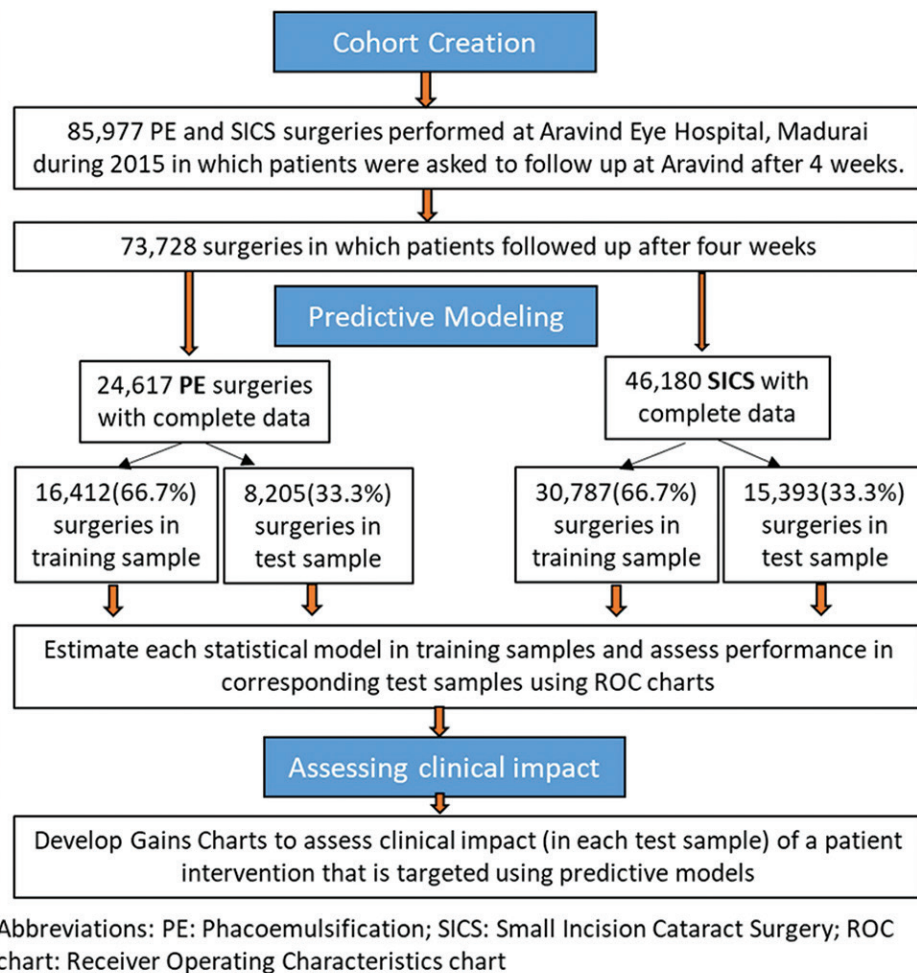 Cohort Creation
85,977 PE and SICS surgeries performed at Aravind Eye Hospital, Madurai
during 2015 in which patients were asked to follow up at Aravind after 4 weeks.
73,728 surgeries in which patients followed up after four weeks
Predictive Modeling
24,617 PE surgeries
with complete data
46,180 SICS with
complete data
16,412(66.7%)
surgeries in
training sample
8,205(33.3%)
surgeries in
test sample
30,787(66.7%)
surgeries in
training sample
15,393(33.3%)
surgeries in
test sample
Estimate each statistical model in training samples and assess performance in
corresponding test samples using ROC charts
Assessing clinical impact
Develop Gains Charts to assess clinical impact (in each test sample) of a patient
intervention that is targeted using predictive models
Abbreviations: PE: Phacoemulsification; SICS: Small Incision Cataract Surgery; ROC
chart: Receiver Operating Characteristics chart